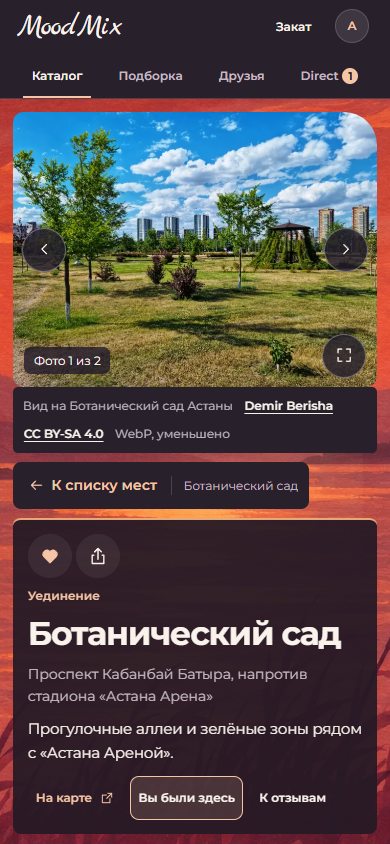 MoodMix
Закат
A
Каталог
Подборка
Друзья
Direct 1
Фото 1 из 2
Вид на Ботанический сад Астаны Demir Berisha
CC BY-SA 4.0 WebP, уменьшено
← К списку мест
Ботанический сад
Уединение
Ботанический сад
Проспект Кабанбай Батыра, напротив
стадиона «Астана Арена»
Прогулочные аллеи и зелёные зоны рядом
с «Астана Ареной».
На карте
Вы были здесь
К отзывам